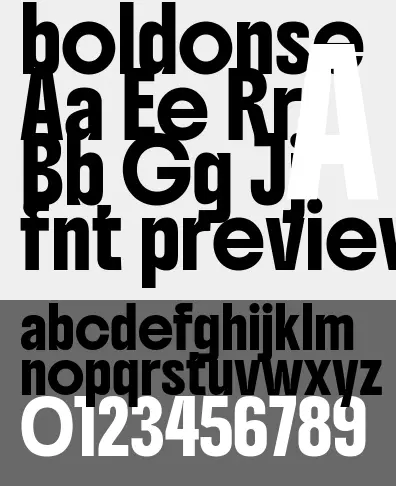 boldonse
Aa Ee Rr
A
Bb Gg Jj
fnt preview
abcdefghijklm
nopqrstuvwxyz
0123456789